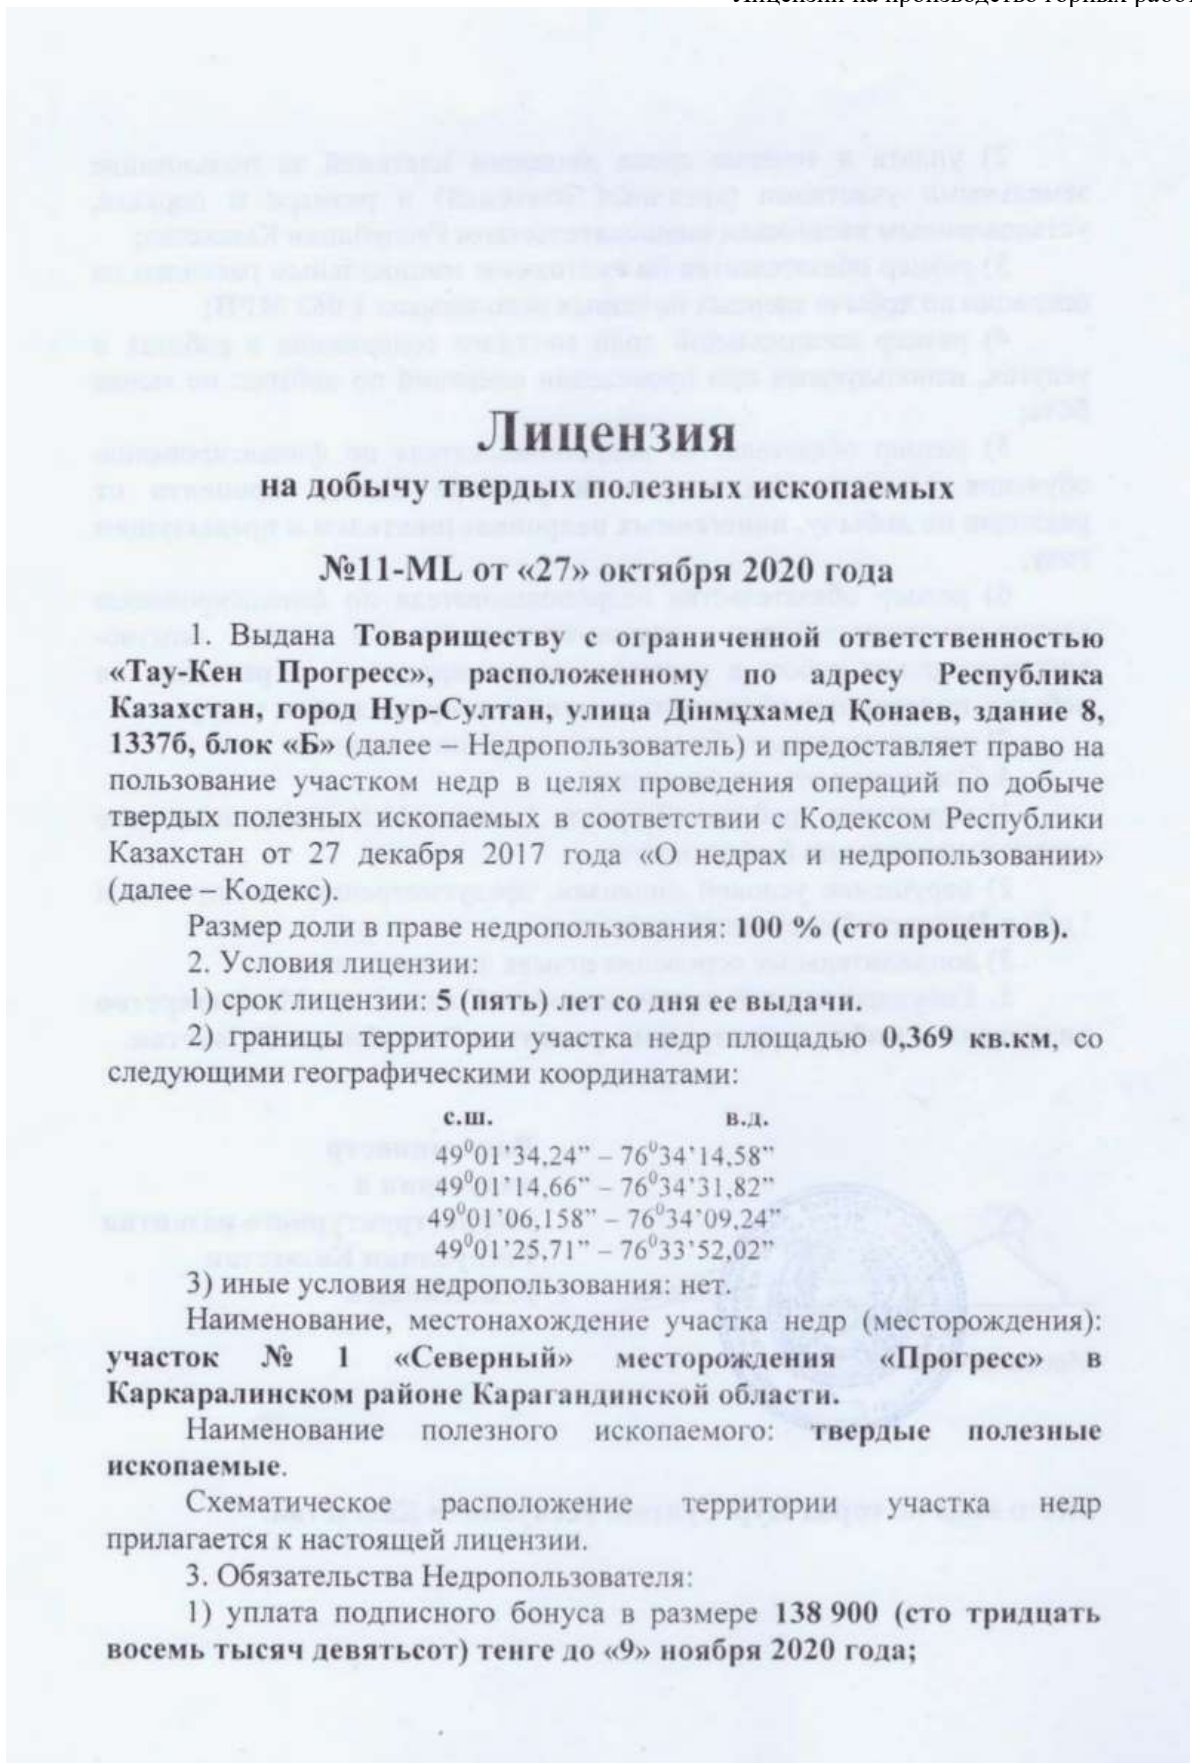 Лицензии на производство горных работ
Лицензия
на добычу твердых полезных ископаемых
№11-ML от «27» октября 2020 года
1. Выдана Товариществу с ограниченной ответственностью
«Тау-Кен Прогресс», расположенному по адресу Республика
Казахстан, город Нур-Султан, улица Дінмұхамед Қонаев, здание 8,
1337б, блок «Б» (далее – Недропользователь) и предоставляет право на
пользование участком недр в целях проведения операций по добыче
твердых полезных ископаемых в соответствии с Кодексом Республики
Казахстан от 27 декабря 2017 года «О недрах и недропользовании»
(далее – Кодекс).
Размер доли в праве недропользования: 100 % (сто процентов).
2. Условия лицензии:
1) срок лицензии: 5 (пять) лет со дня ее выдачи.
2) границы территории участка недр площадью 0,369 кв.км, со
следующими географическими координатами:
с.ш. в.д.
49⁰01’34,24” – 76⁰34’14,58”
49⁰01’14,66” – 76⁰34’31,82”
49⁰01’06,158” – 76⁰34’09,24”
49⁰01’25,71” – 76⁰33’52,02”
3) иные условия недропользования: нет.
Наименование, местонахождение участка недр (месторождения):
участок № 1 «Северный» месторождения «Прогресс» в
Каркаралинском районе Карагандинской области.
Наименование полезного ископаемого: твердые полезные
ископаемые.
Схематическое расположение территории участка недр
прилагается к настоящей лицензии.
3. Обязательства Недропользователя:
1) уплата подписного бонуса в размере 138 900 (сто тридцать
восемь тысяч девятьсот) тенге до «9» ноября 2020 года;